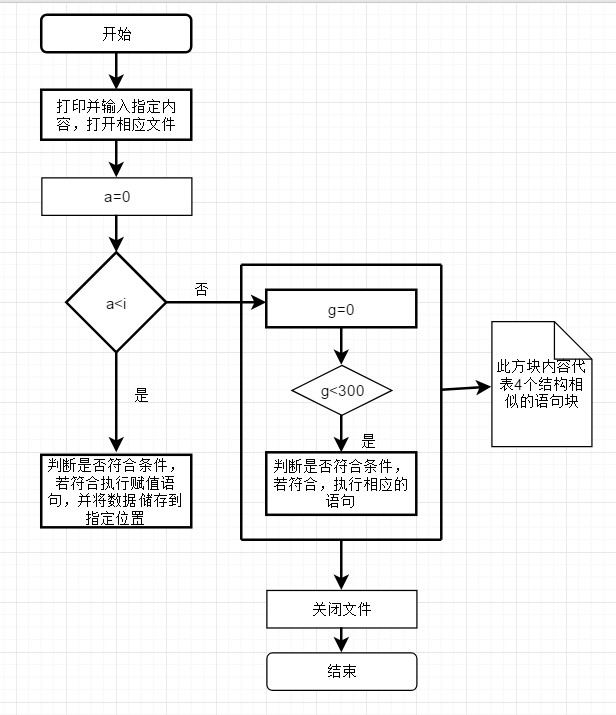 开始
打印并输入指定内
容，打开相应文件
a=0
a<i
否
是
判断是否符合条件，
若符合执行赋值语
句，并将数据储存到
指定位置
g=0
g<300
是
判断是否符合条件，
若符合，执行相应的
语句
此方块内容代
表4个结构相
似的语句块
关闭文件
结束